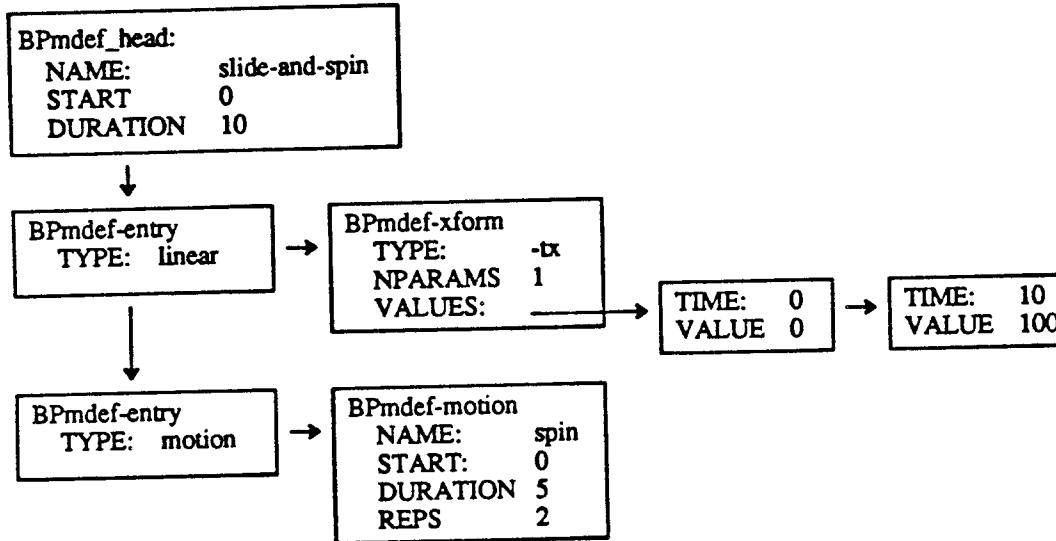 BPmdef_head:
NAME: slide-and-spin
START 0
DURATION 10
BPmdef-entry
TYPE: linear
BPmdef-xform
TYPE: -tx
NPARAMS 1
VALUES:
TIME: 0
VALUE 0
TIME: 10
VALUE 100
BPmdef-entry
TYPE: motion
BPmdef-motion
NAME: spin
START: 0
DURATION 5
REPS 2